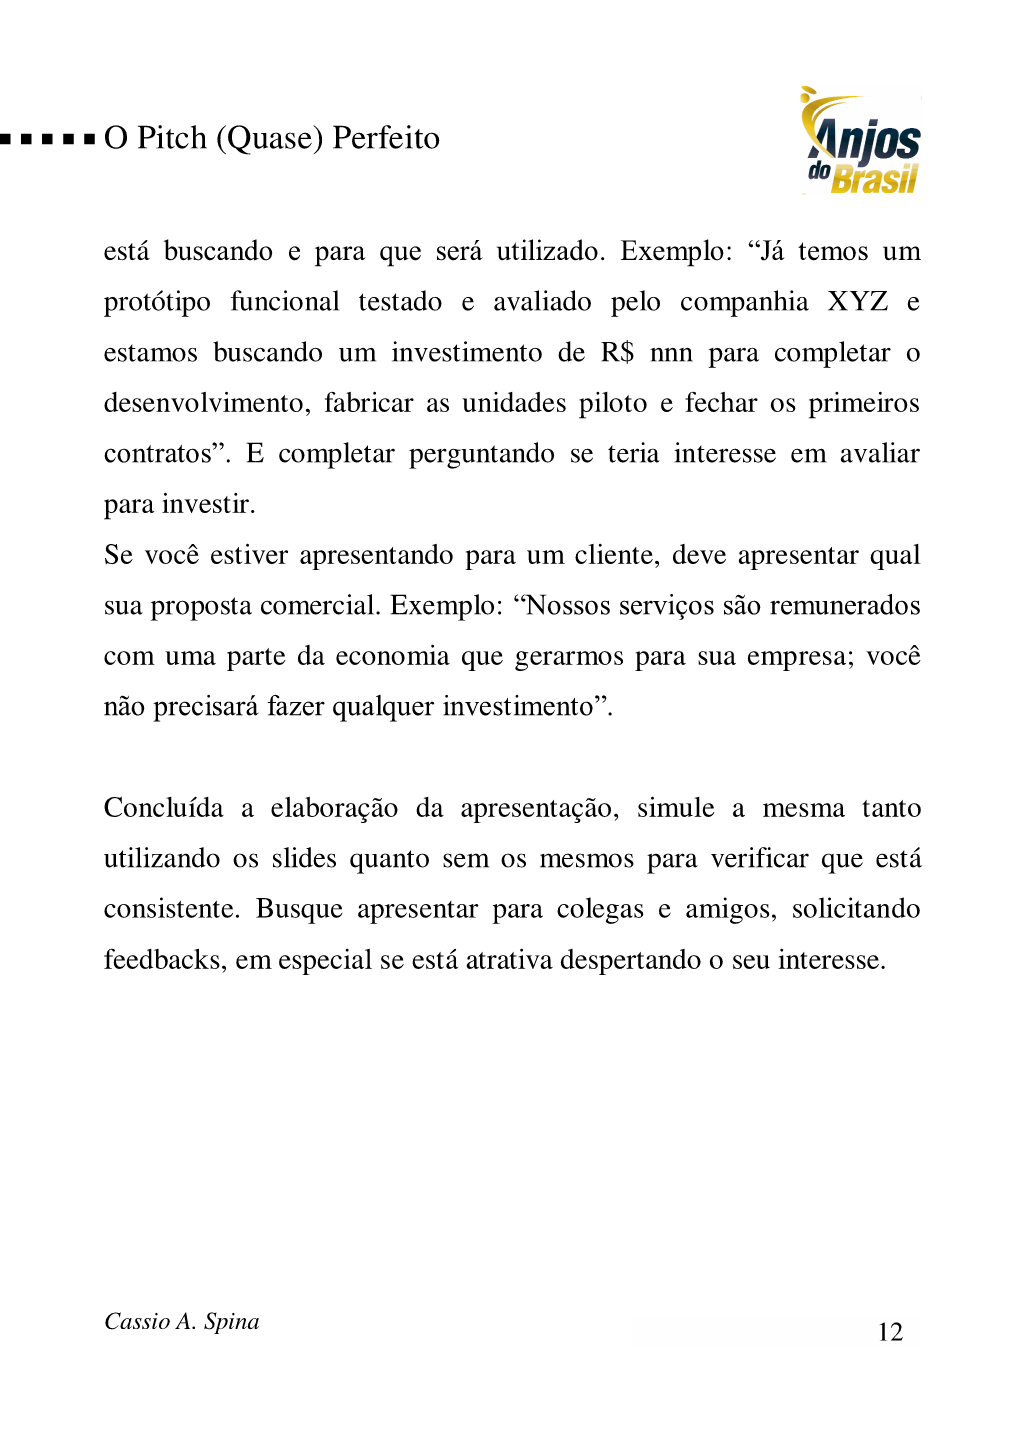 O Pitch (Quase) Perfeito
Anjos
do Brasil
está buscando e para que será utilizado. Exemplo: “Já temos um
protótipo funcional testado e avaliado pelo companhia XYZ e
estamos buscando um investimento de R$ nnn para completar o
desenvolvimento, fabricar as unidades piloto e fechar os primeiros
contratos”. E completar perguntando se teria interesse em avaliar
para investir.
Se você estiver apresentando para um cliente, deve apresentar qual
sua proposta comercial. Exemplo: “Nossos serviços são remunerados
com uma parte da economia que gerarmos para sua empresa; você
não precisará fazer qualquer investimento”.
Concluída a elaboração da apresentação, simule a mesma tanto
utilizando os slides quanto sem os mesmos para verificar que está
consistente. Busque apresentar para colegas e amigos, solicitando
feedbacks, em especial se está atrativa despertando o seu interesse.
Cassio A. Spina
12